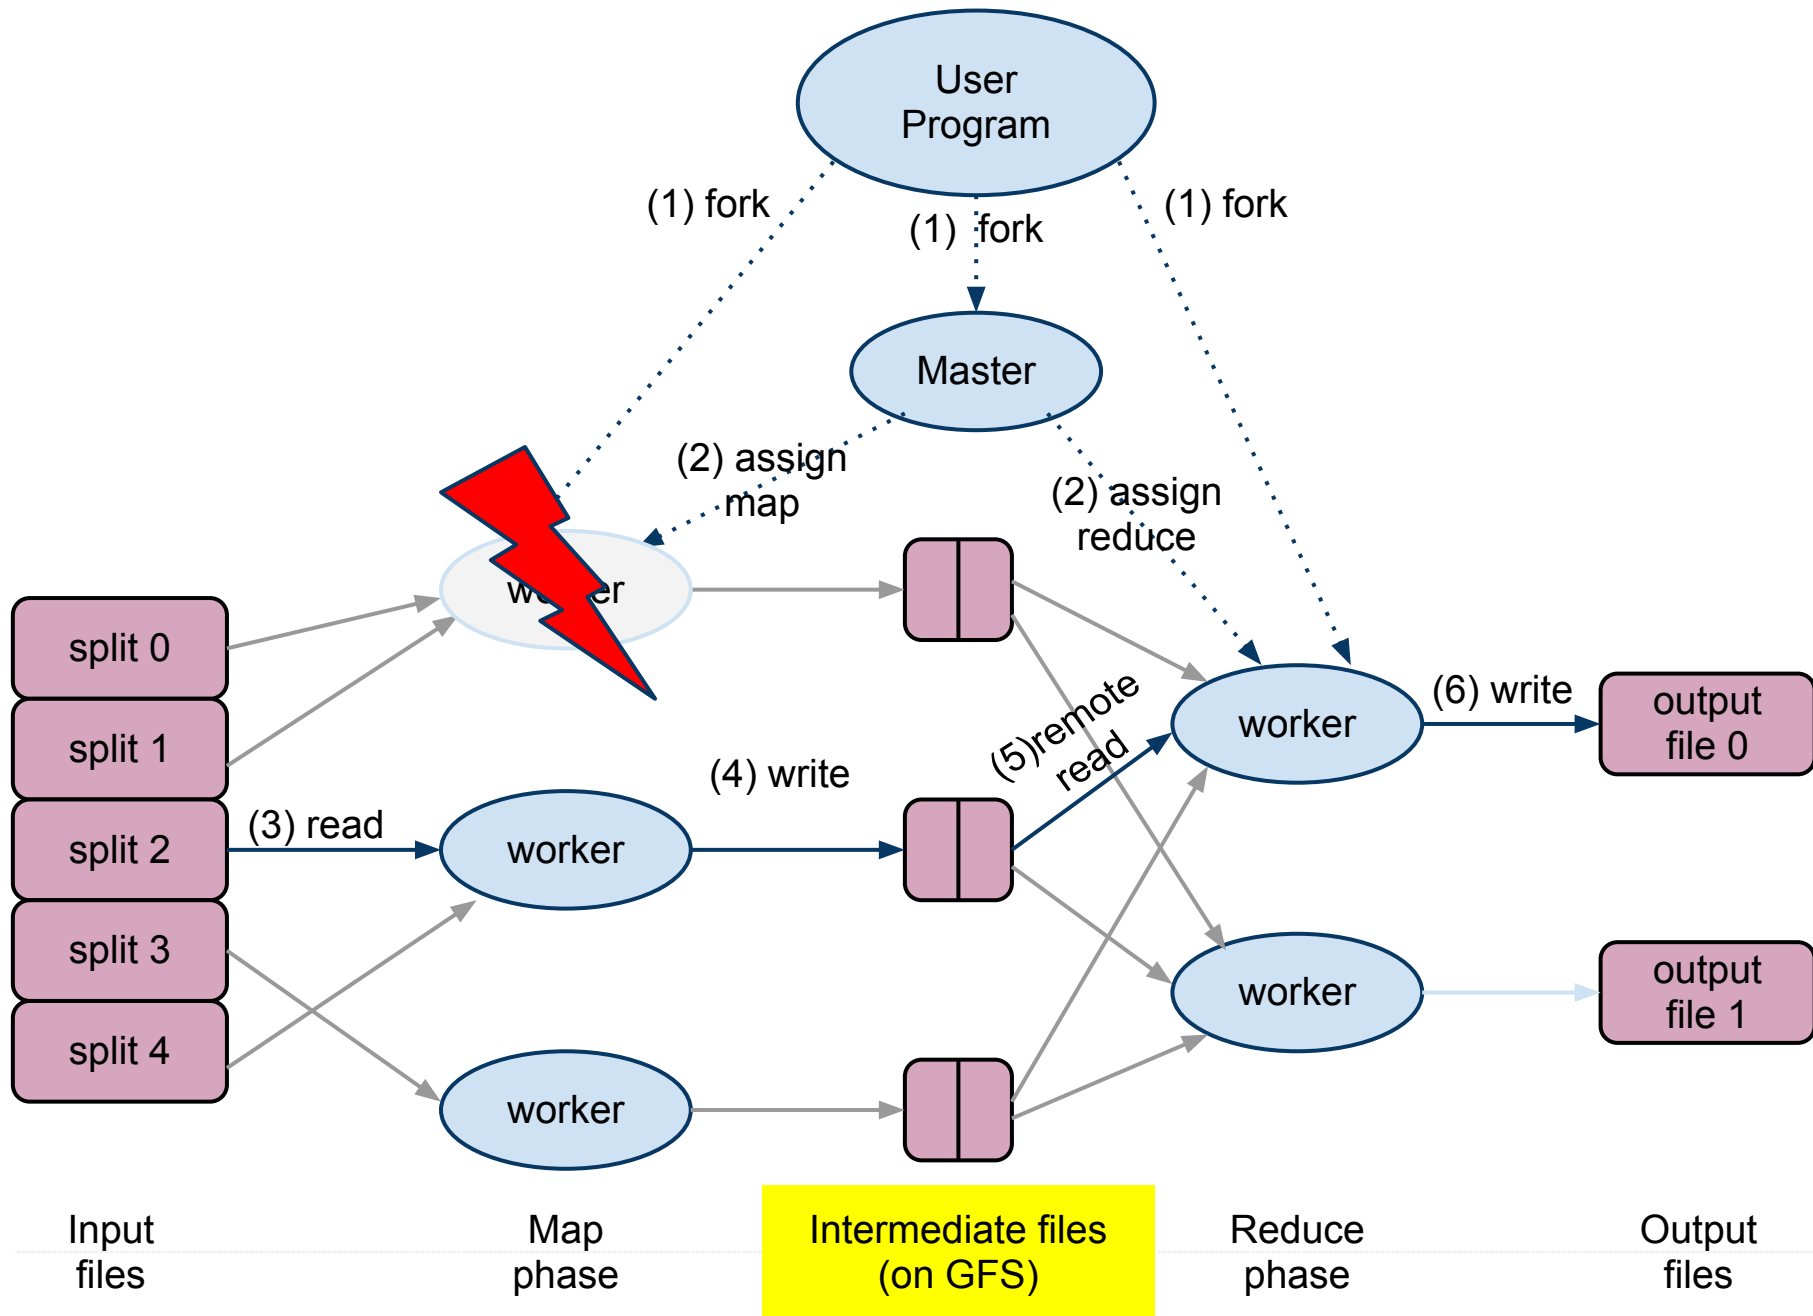 User
Program
(1) fork
(1) fork
(1) fork
Master
(2) assign
map
(2) assign
reduce
split 0
split 1
split 2
split 3
split 4
(3) read
worker
worker
(4) write
(5)remote
read
worker
worker
(6) write
output
file 0
output
file 1
Input
files
Map
phase
Intermediate files
(on GFS)
Reduce
phase
Output
files